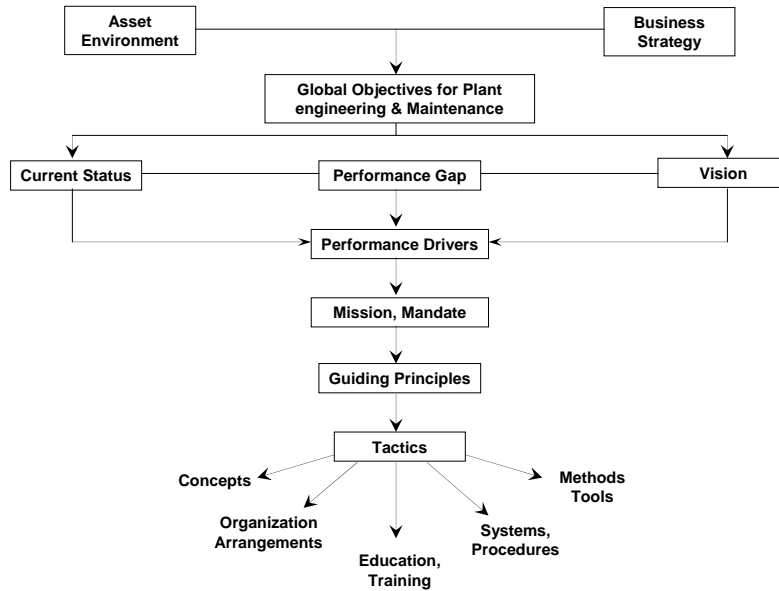 Asset
Environment
Business
Strategy
Global Objectives for Plant
engineering & Maintenance
Current Status
Performance Gap
Vision
Performance Drivers
Mission, Mandate
Guiding Principles
Tactics
Concepts
Methods
Tools
Organization
Arrangements
Systems,
Procedures
Education,
Training